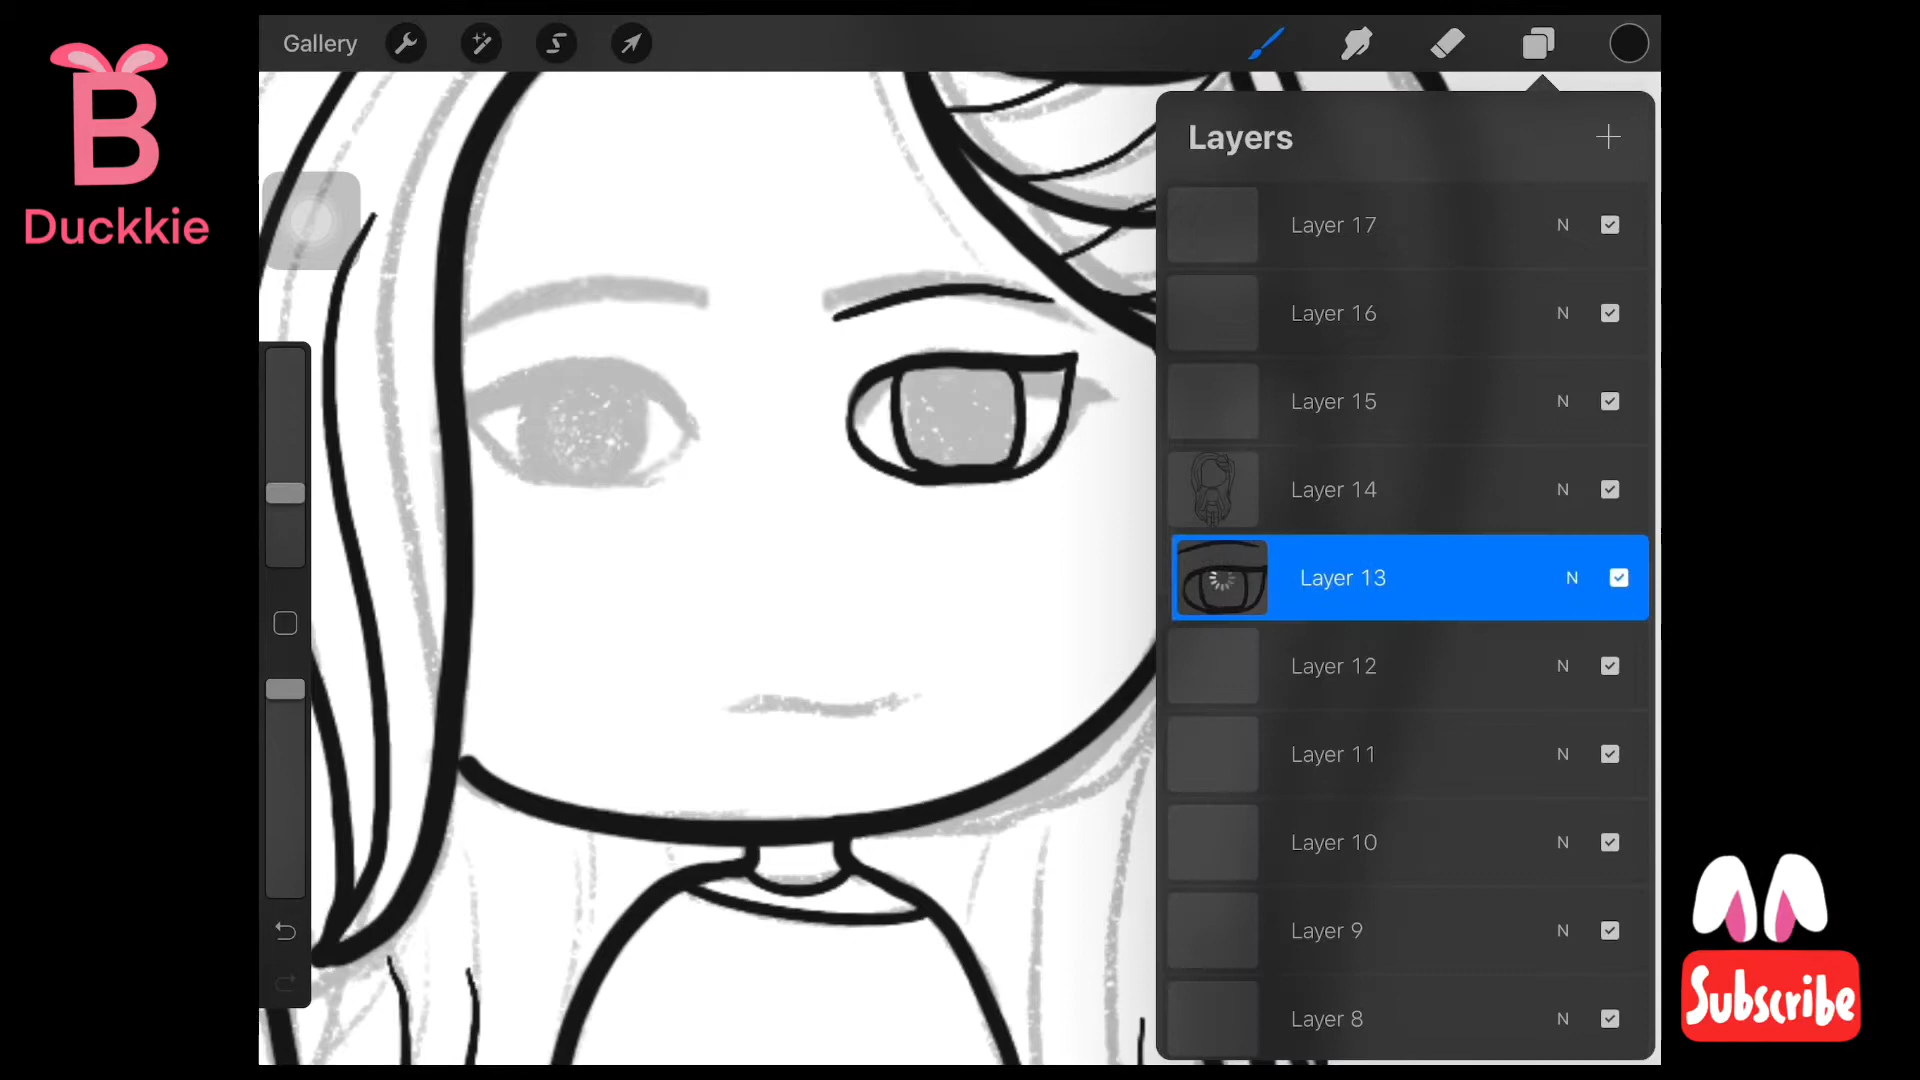 B
Duckkie
Gallery
Layers
Layer 17 N
Layer 16 N
Layer 15 N
Layer 14 N
Layer 13 N
Layer 12 N
Layer 11 N
Layer 10 N
Layer 9 N
Layer 8 N
Subscribe